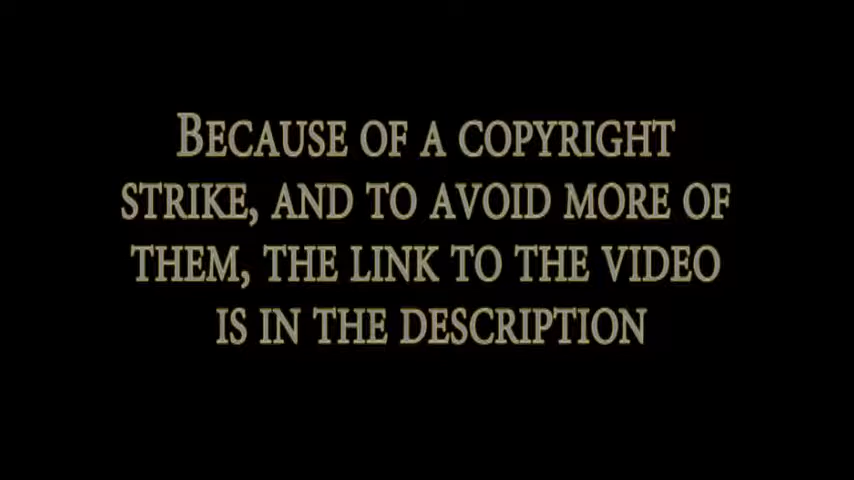 BECAUSE OF A COPYRIGHT
STRIKE, AND TO AVOID MORE OF
THEM, THE LINK TO THE VIDEO
IS IN THE DESCRIPTION